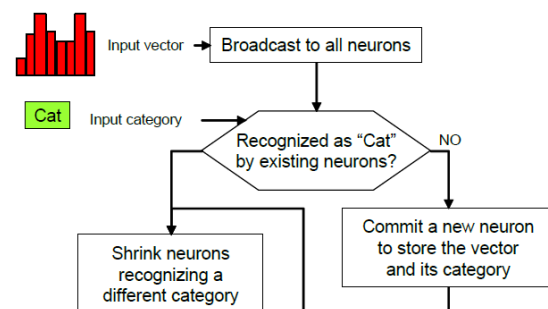 Input vector
Broadcast to all neurons
Cat
Input category
Recognized as “Cat”
by existing neurons?
NO
Shrink neurons
recognizing a
different category
Commit a new neuron
to store the vector
and its category